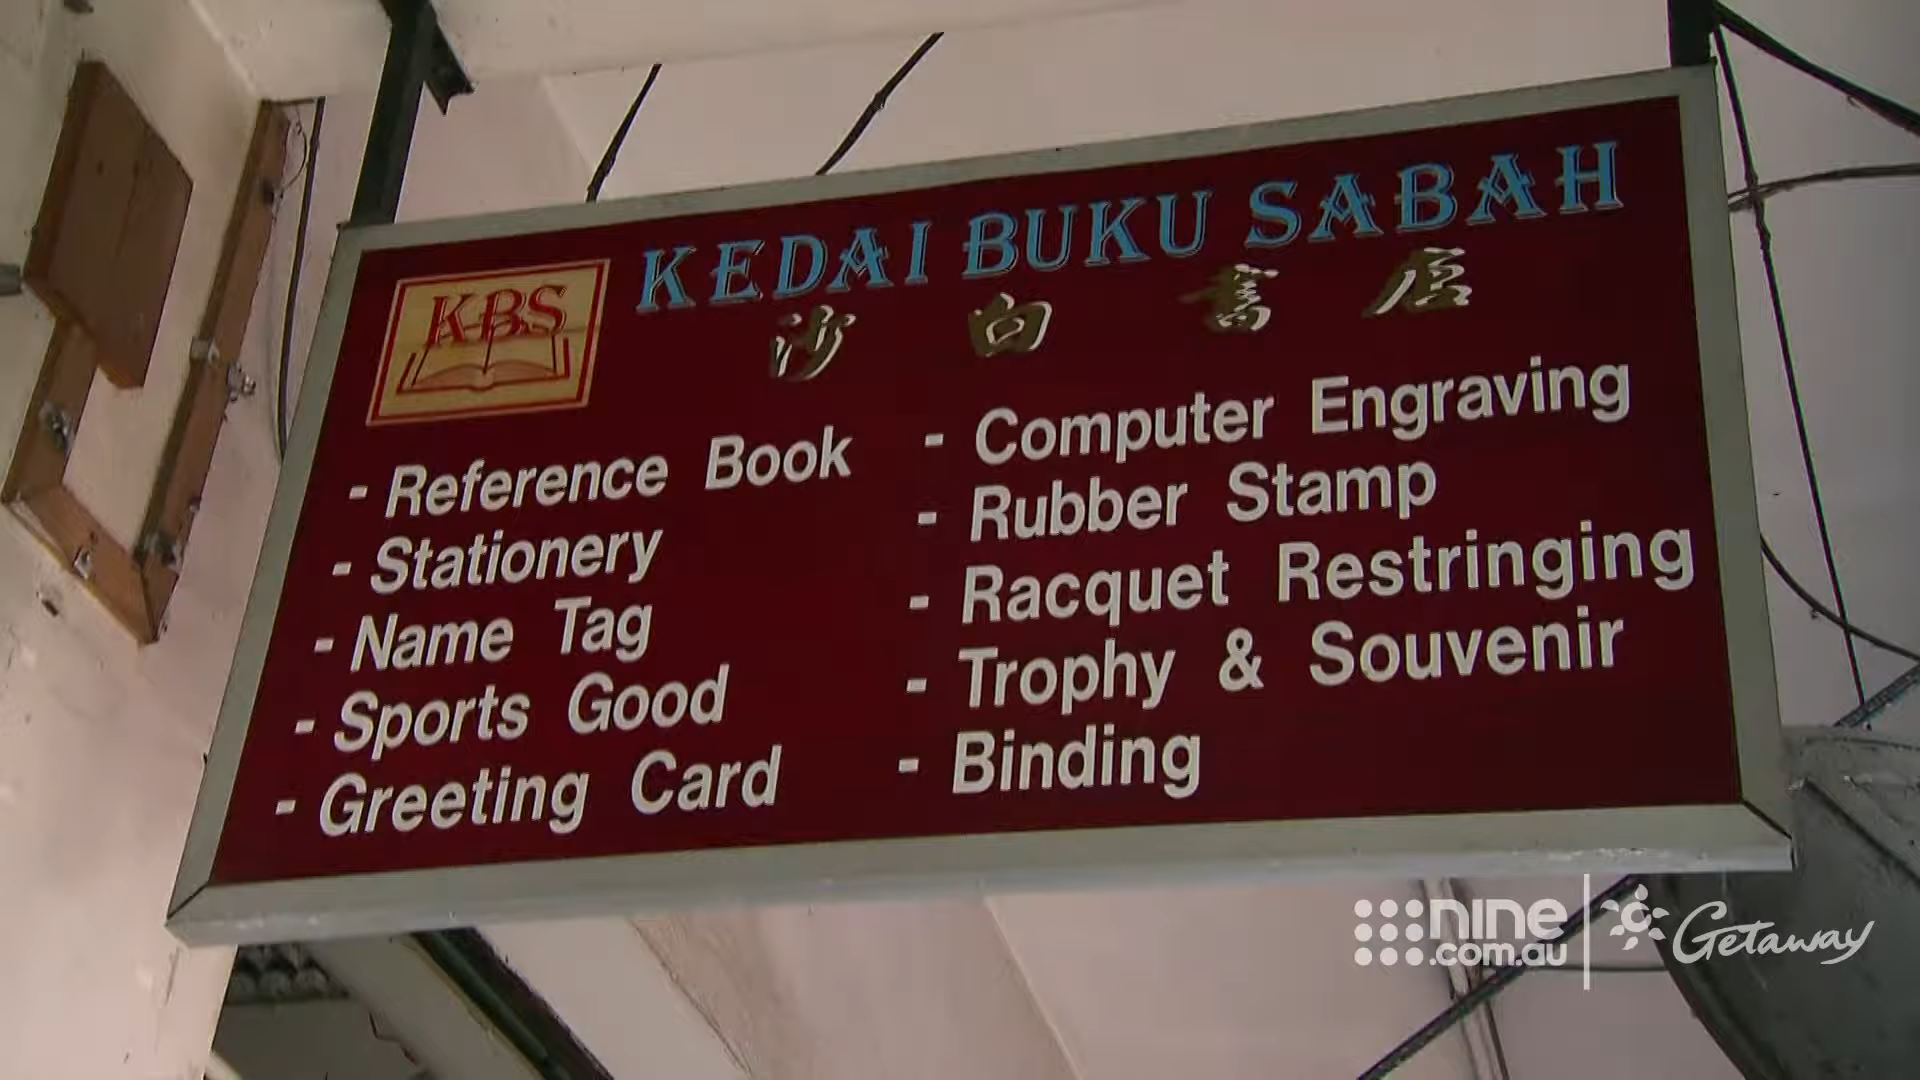 KEDAI BUKU SABAH
KBS
沙白書店
- Reference Book
- Stationery
- Name Tag
- Sports Good
- Greeting Card
- Computer Engraving
- Rubber Stamp
- Racquet Restringing
- Trophy & Souvenir
- Binding
nine
.com.au
Getaway